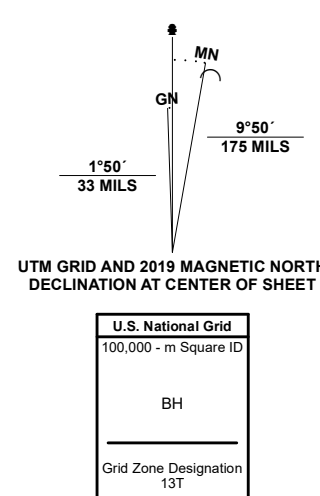 MN
GN
9°50´
175 MILS
1°50´
33 MILS
UTM GRID AND 2019 MAGNETIC NORTH
DECLINATION AT CENTER OF SHEET
U.S. National Grid
100,000 - m Square ID
BH
Grid Zone Designation
13T